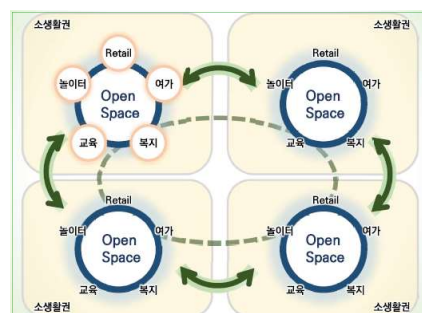 소생활권
Retail
놀이터
여가
Open
Space
교육
복지
소생활권
Retail
놀이터
여가
Open
Space
교육
복지
Retail
놀이터
여가
Open
Space
교육
복지
소생활권
Retail
놀이터
여가
Open
Space
교육
복지
소생활권